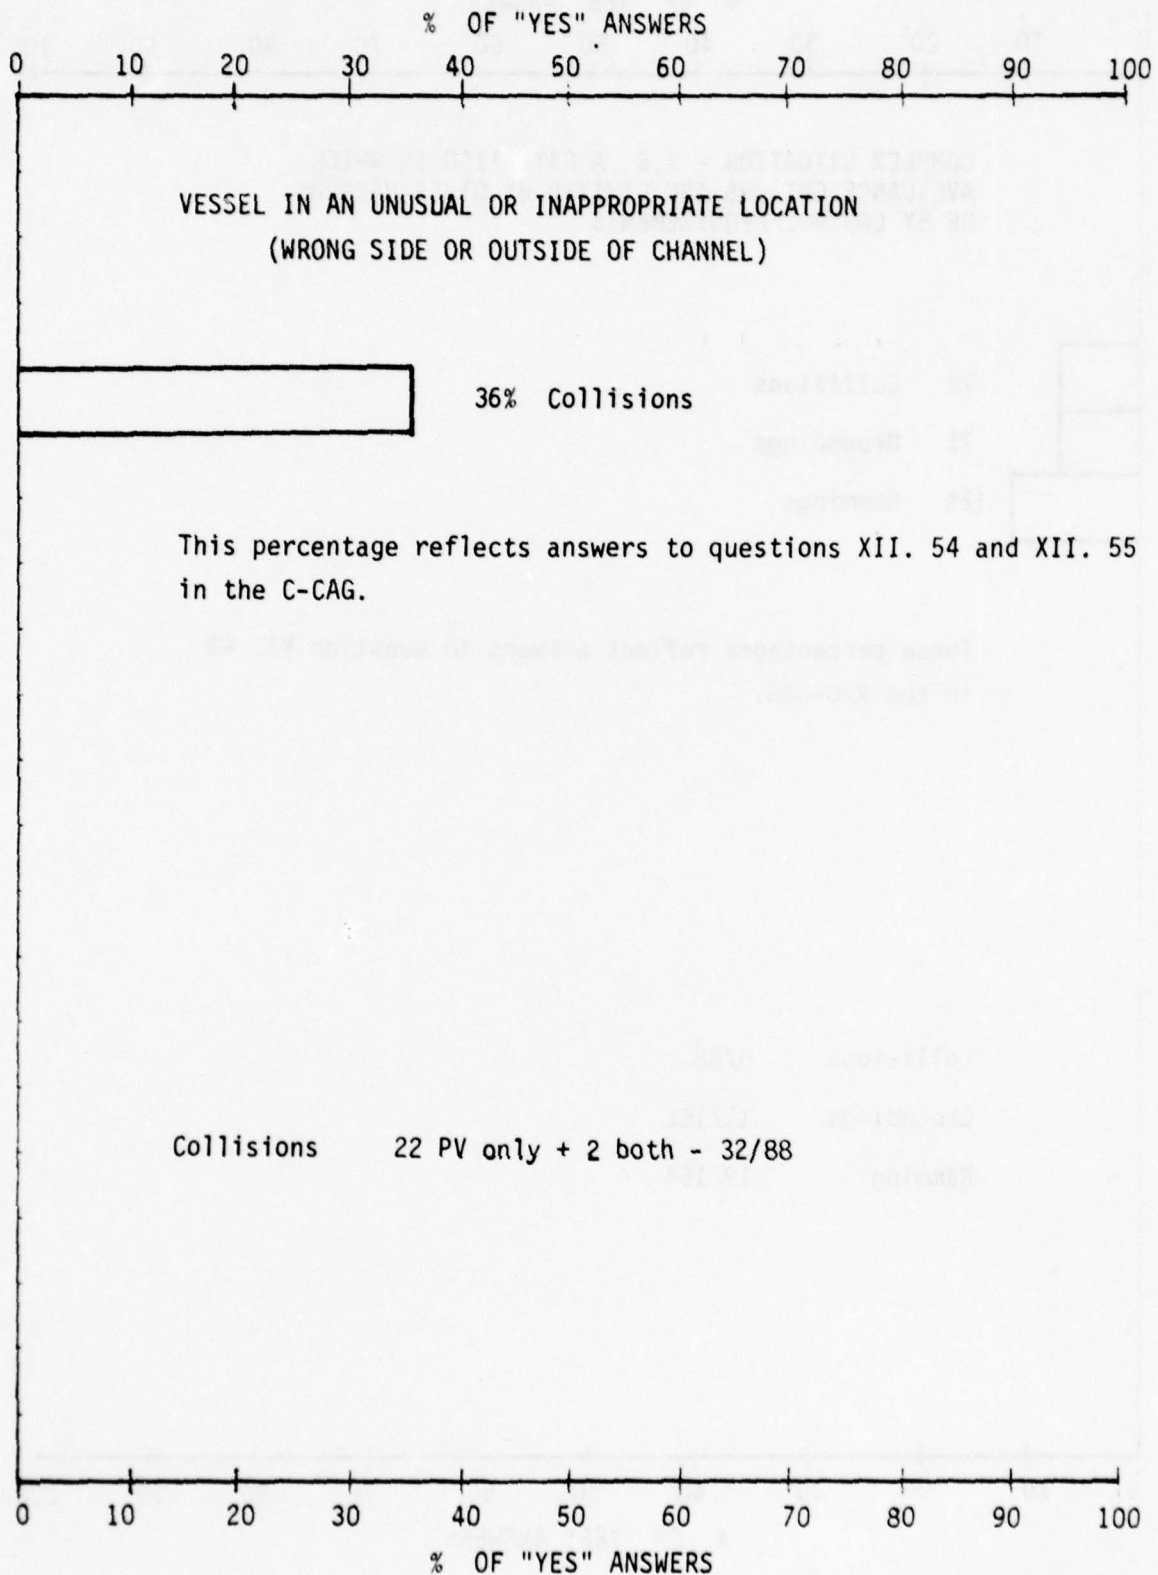 % OF "YES" ANSWERS
0 10 20 30 40 50 60 70 80 90 100
VESSEL IN AN UNUSUAL OR INAPPROPRIATE LOCATION
(WRONG SIDE OR OUTSIDE OF CHANNEL)
36% Collisions
This percentage reflects answers to questions XII. 54 and XII. 55
in the C-CAG.
Collisions 22 PV only + 2 both - 32/88
0 10 20 30 40 50 60 70 80 90 100
% OF "YES" ANSWERS